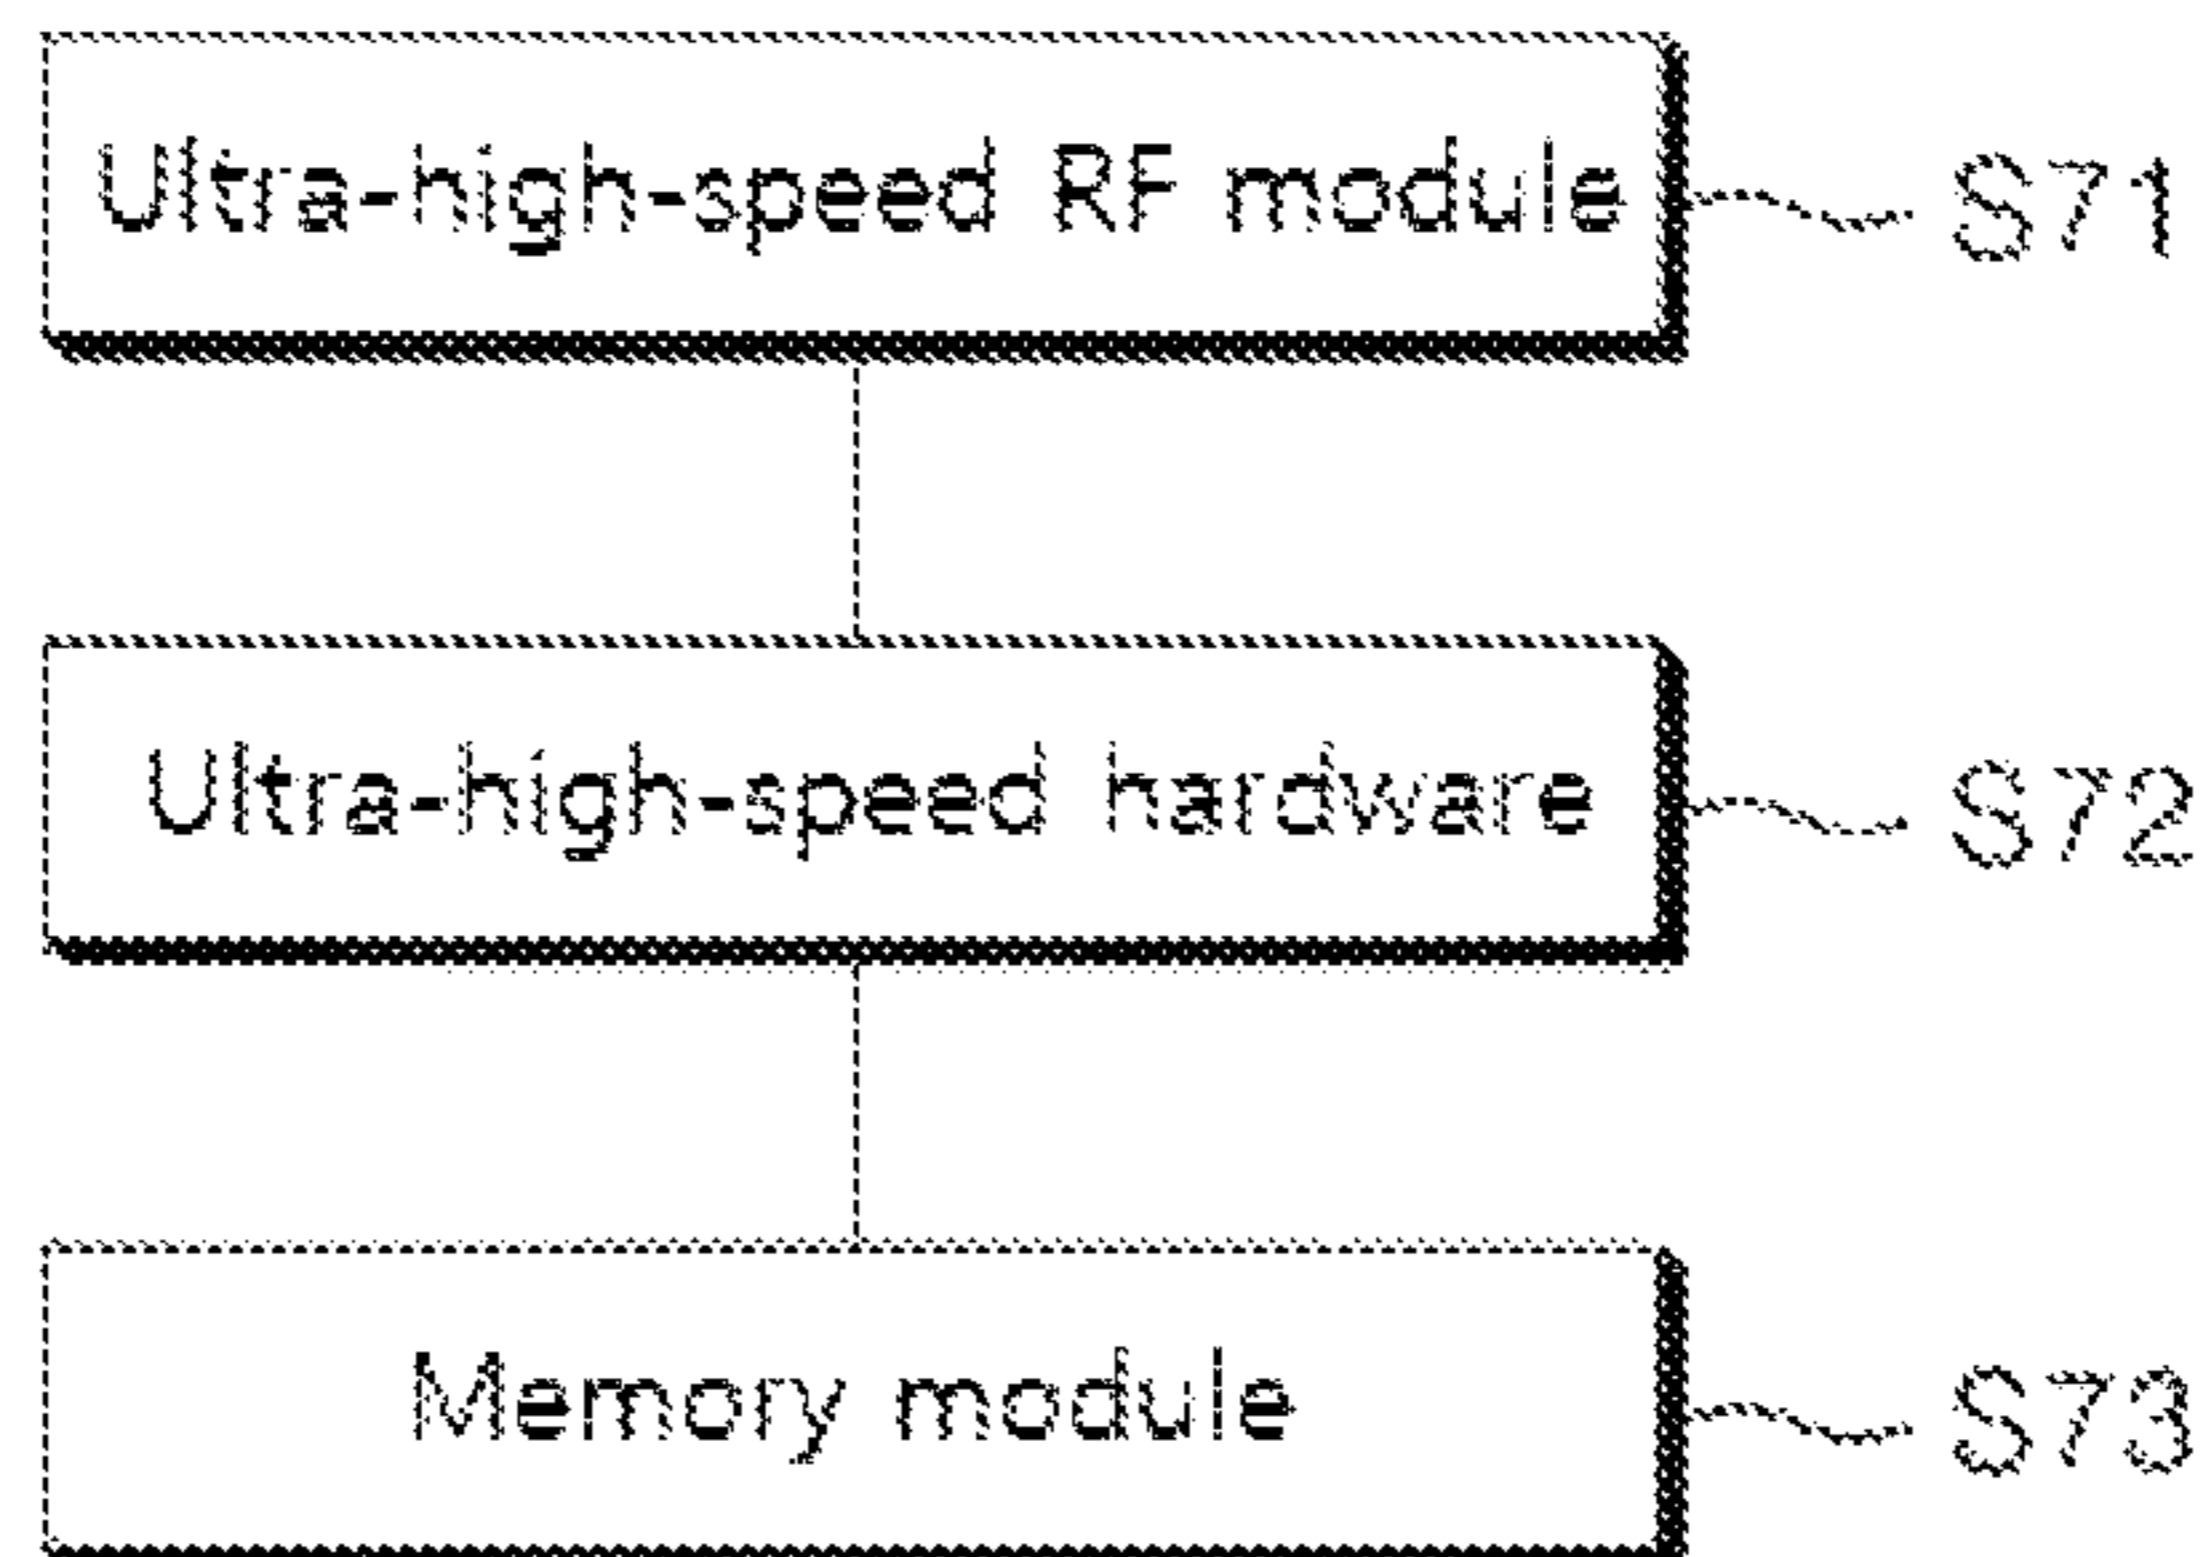 Ultra-high-speed RF module S71
Ultra-high-speed hardware S72
Memory module S73